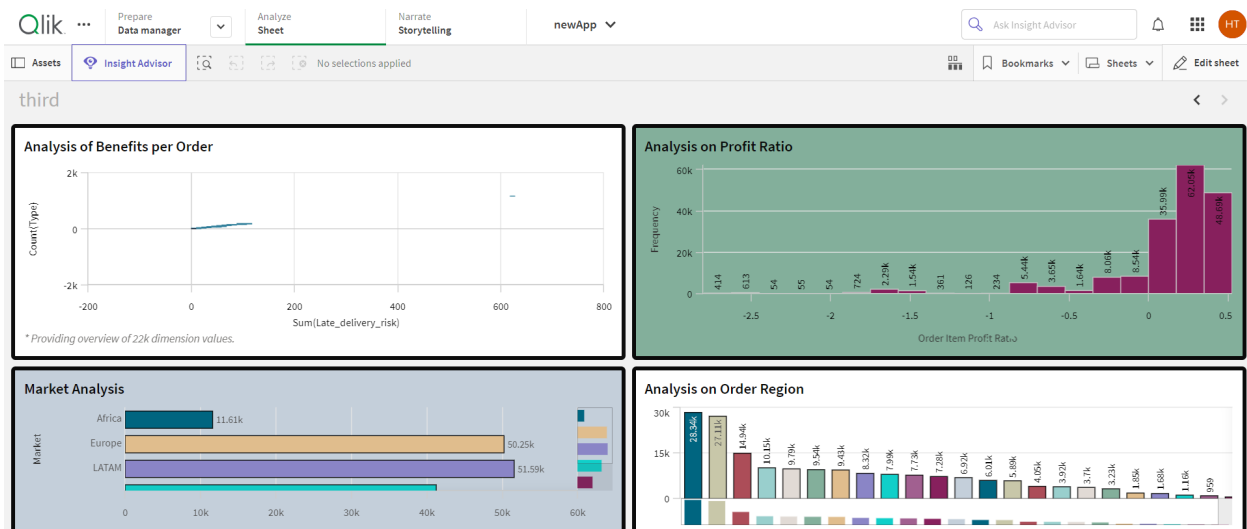 Qlik
Prepare
Data manager
Analyze
Sheet
Narrate
Storytelling
newApp
Ask Insight Advisor
HT
Assets
Insight Advisor
No selections applied
Bookmarks
Sheets
Edit sheet
third
Analysis of Benefits per Order
2k
0
-2k
Count(Type)
-200 0 200 400 600 800
Sum(Late_delivery_risk)
* Providing overview of 22k dimension values.
Analysis on Profit Ratio
60k
40k
20k
0
Frequency
414 613 54 55 54 724 2.29k 1.54k 361 126 234 5.44k 3.65k 1.64k 8.06k 8.54k 35.99k 62.05k 48.69k
-2.5 -2 -1.5 -1 -0.5 0 0.5
Order Item Profit Ratio
Market Analysis
Market
Africa 11.61k
Europe 50.25k
LATAM 51.59k
0 10k 20k 30k 40k 50k 60k
Analysis on Order Region
30k
15k
0
28.34k 27.11k 14.94k 10.15k 9.79k 9.54k 9.43k 8.32k 7.99k 7.73k 7.28k 6.92k 6.01k 5.89k 4.05k 3.92k 3.7k 3.23k 1.85k 1.68k 1.16k 959